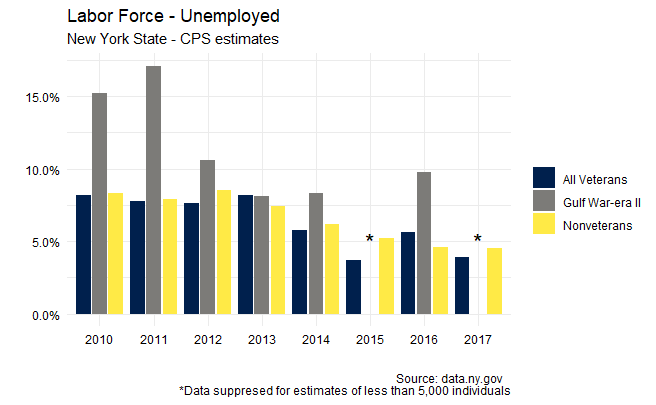 Labor Force - Unemployed
New York State - CPS estimates
15.0%
10.0%
5.0%
0.0%
* *
2010 2011 2012 2013 2014 2015 2016 2017
All Veterans
Gulf War-era II
Nonveterans
Source: data.ny.gov
*Data suppresed for estimates of less than 5,000 individuals